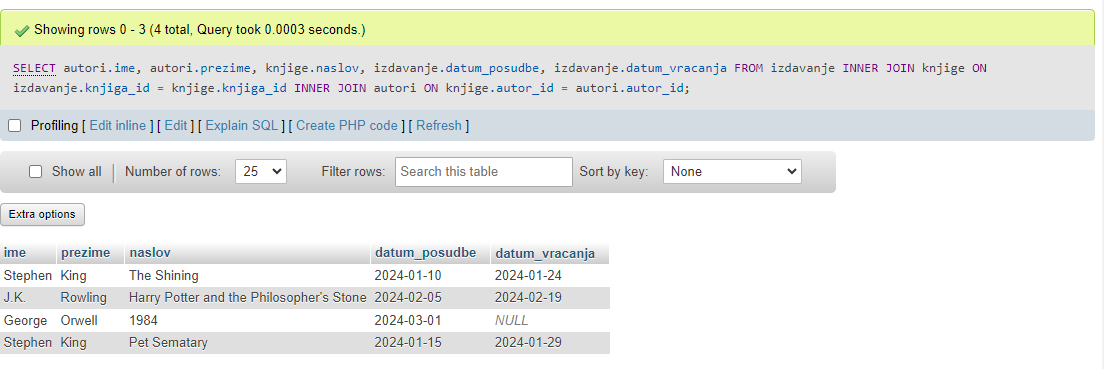 Showing rows 0 - 3 (4 total, Query took 0.0003 seconds.)
SELECT autori.ime, autori.prezime, knjige.naslov, izdavanje.datum_posudbe, izdavanje.datum_vracanja FROM izdavanje INNER JOIN knjige ON
izdavanje.knjiga_id = knjige.knjiga_id INNER JOIN autori ON knjige.autor_id = autori.autor_id;
Profiling [ Edit inline ] [ Edit ] [ Explain SQL ] [ Create PHP code ] [ Refresh ]
Show all | Number of rows: 25 Filter rows: Search this table Sort by key: None
Extra options
ime prezime naslov datum_posudbe datum_vracanja
Stephen King The Shining 2024-01-10 2024-01-24
J.K. Rowling Harry Potter and the Philosopher's Stone 2024-02-05 2024-02-19
George Orwell 1984 2024-03-01 NULL
Stephen King Pet Sematary 2024-01-15 2024-01-29